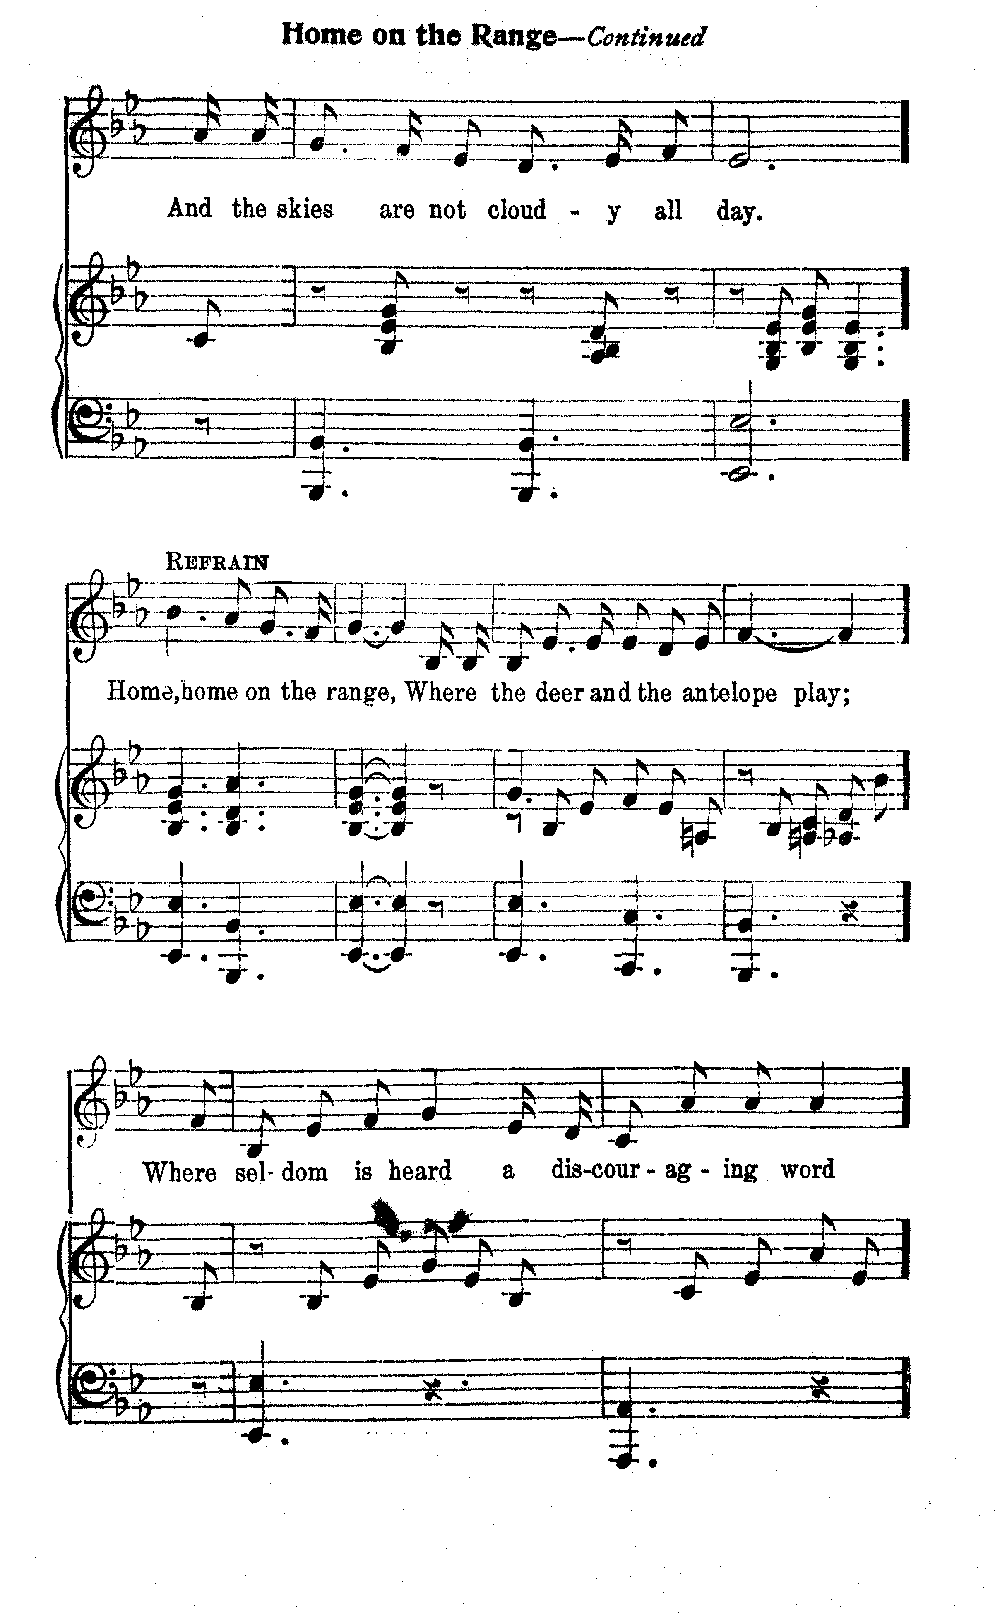 Home on the Range—Continued
And the skies are not cloud - y all day.
REFRAIN
Home, home on the range, Where the deer and the antelope play;
Where sel - dom is heard a dis-cour - ag - ing word